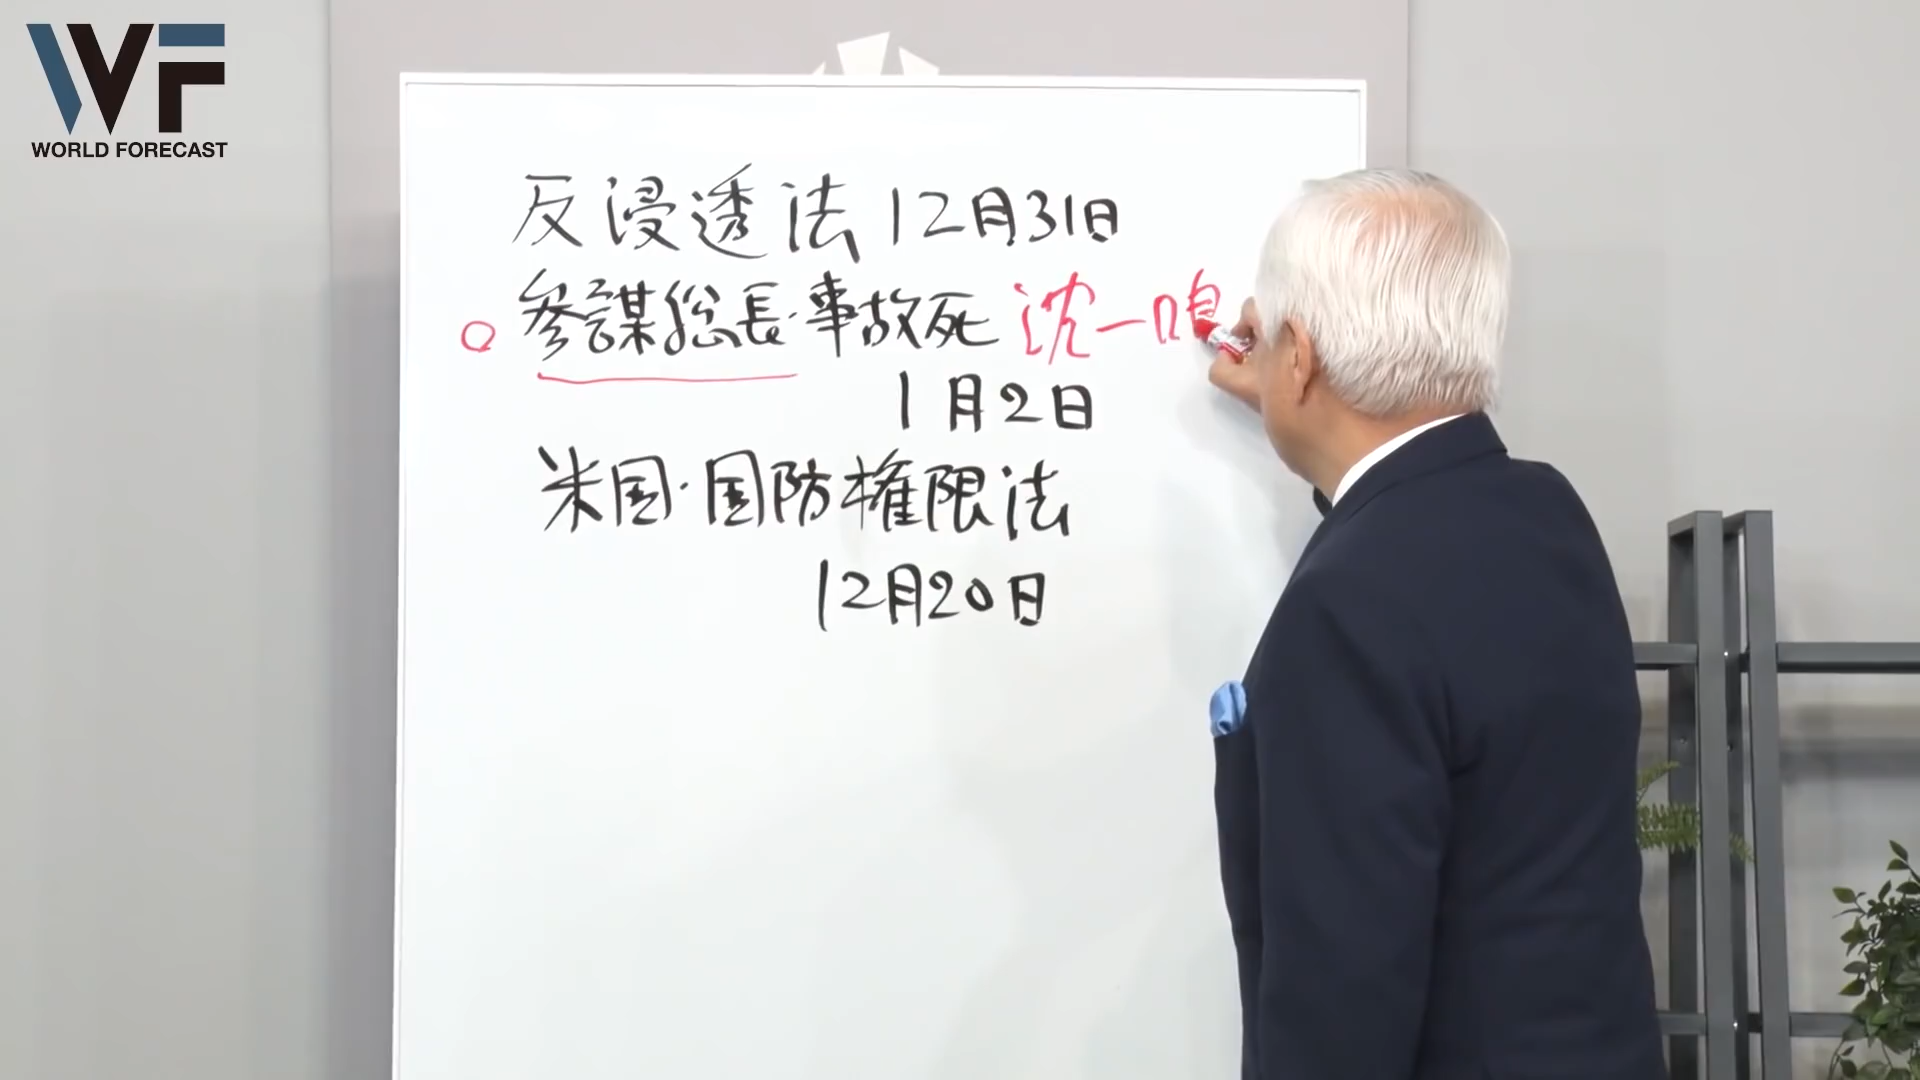 WF
WORLD FORECAST
反浸透法 12月31日
○参謀総長・事故死 沈一鳴
1月2日
米国・国防権限法
12月20日